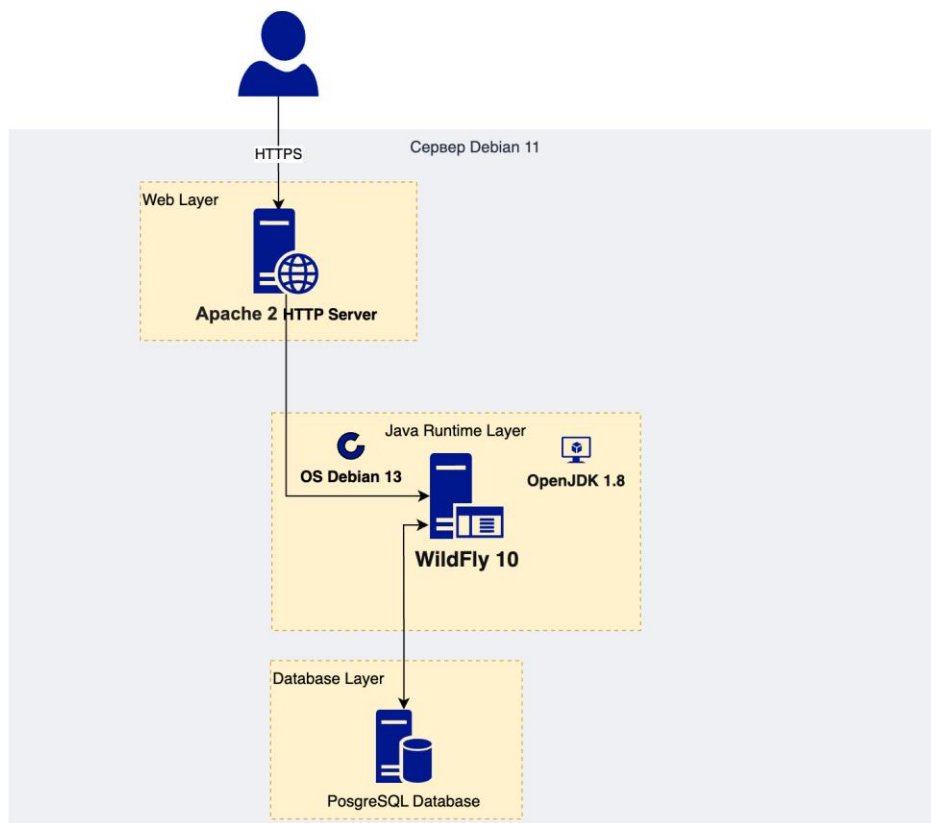 Сервер Debian 11
HTTPS
Web Layer
Apache 2 HTTP Server
Java Runtime Layer
OS Debian 13
OpenJDK 1.8
WildFly 10
Database Layer
PosgreSQL Database